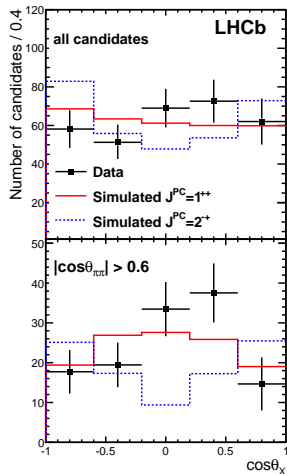 LHCb
all candidates
Number of candidates / 0.4
120
100
80
60
40
20
0
Data
Simulated J^PC=1^++
Simulated J^PC=2^-+
|cosθ_ππ| > 0.6
50
40
30
20
10
0
-1 -0.5 0 0.5 1
cosθ_X